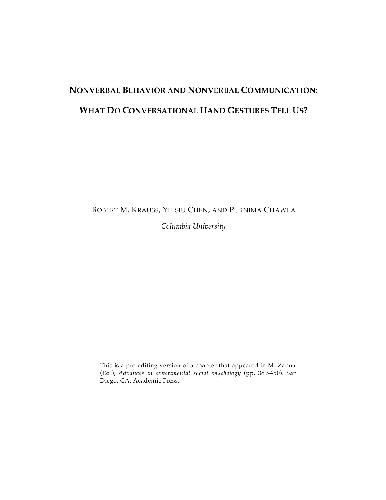 NONVERBAL BEHAVIOR AND NONVERBAL COMMUNICATION:
WHAT DO CONVERSATIONAL HAND GESTURES TELL US?
ROBERT M. KRAUSS, YIHSIU CHEN, AND PURNIMA CHAWLA
Columbia University
This is a pre-editing version of a chapter that appeared in M. Zanna
(Ed.), Advances in experimental social psychology (pp. 389-450). San
Diego, CA: Academic Press.